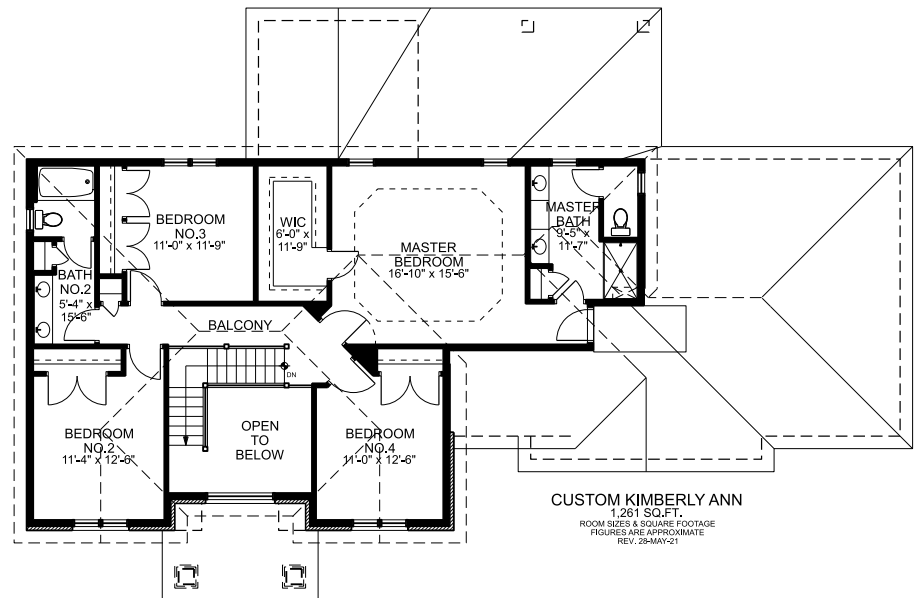 BEDROOM
NO.3
11'-0" x 11'-9"
WIC
6'-0" x
11'-9"
MASTER
BEDROOM
16'-10" x 15'-6"
MASTER
BATH
9'-5" x
11'-7"
BATH
NO.2
5'-4" x
15'-6"
BALCONY
DN
BEDROOM
NO.2
11'-4" x 12'-6"
OPEN
TO
BELOW
BEDROOM
NO.4
11'-0" x 12'-6"
CUSTOM KIMBERLY ANN
1,261 SQ.FT.
ROOM SIZES & SQUARE FOOTAGE
FIGURES ARE APPROXIMATE
REV. 28-MAY-21